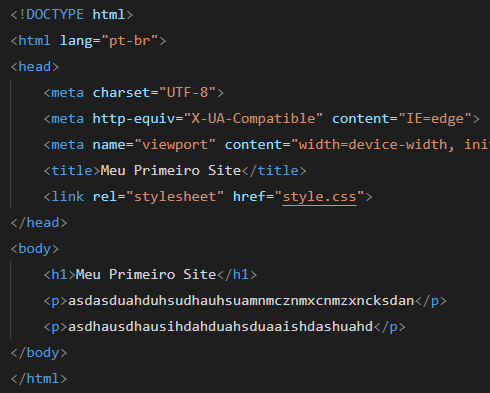 <!DOCTYPE html>
<html lang="pt-br">
<head>
<meta charset="UTF-8">
<meta http-equiv="X-UA-Compatible" content="IE=edge">
<meta name="viewport" content="width=device-width, init
<title>Meu Primeiro Site</title>
<link rel="stylesheet" href="style.css">
</head>
<body>
<h1>Meu Primeiro Site</h1>
<p>asdasduahduhsudhauhsuamnmcznmxcnmzxncksdan</p>
<p>asdhausdhausihdahduahsduaaishdashuahd</p>
</body>
</html>